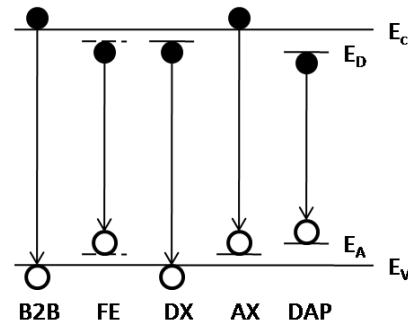 E_C
E_D
E_A
E_V
B2B FE DX AX DAP